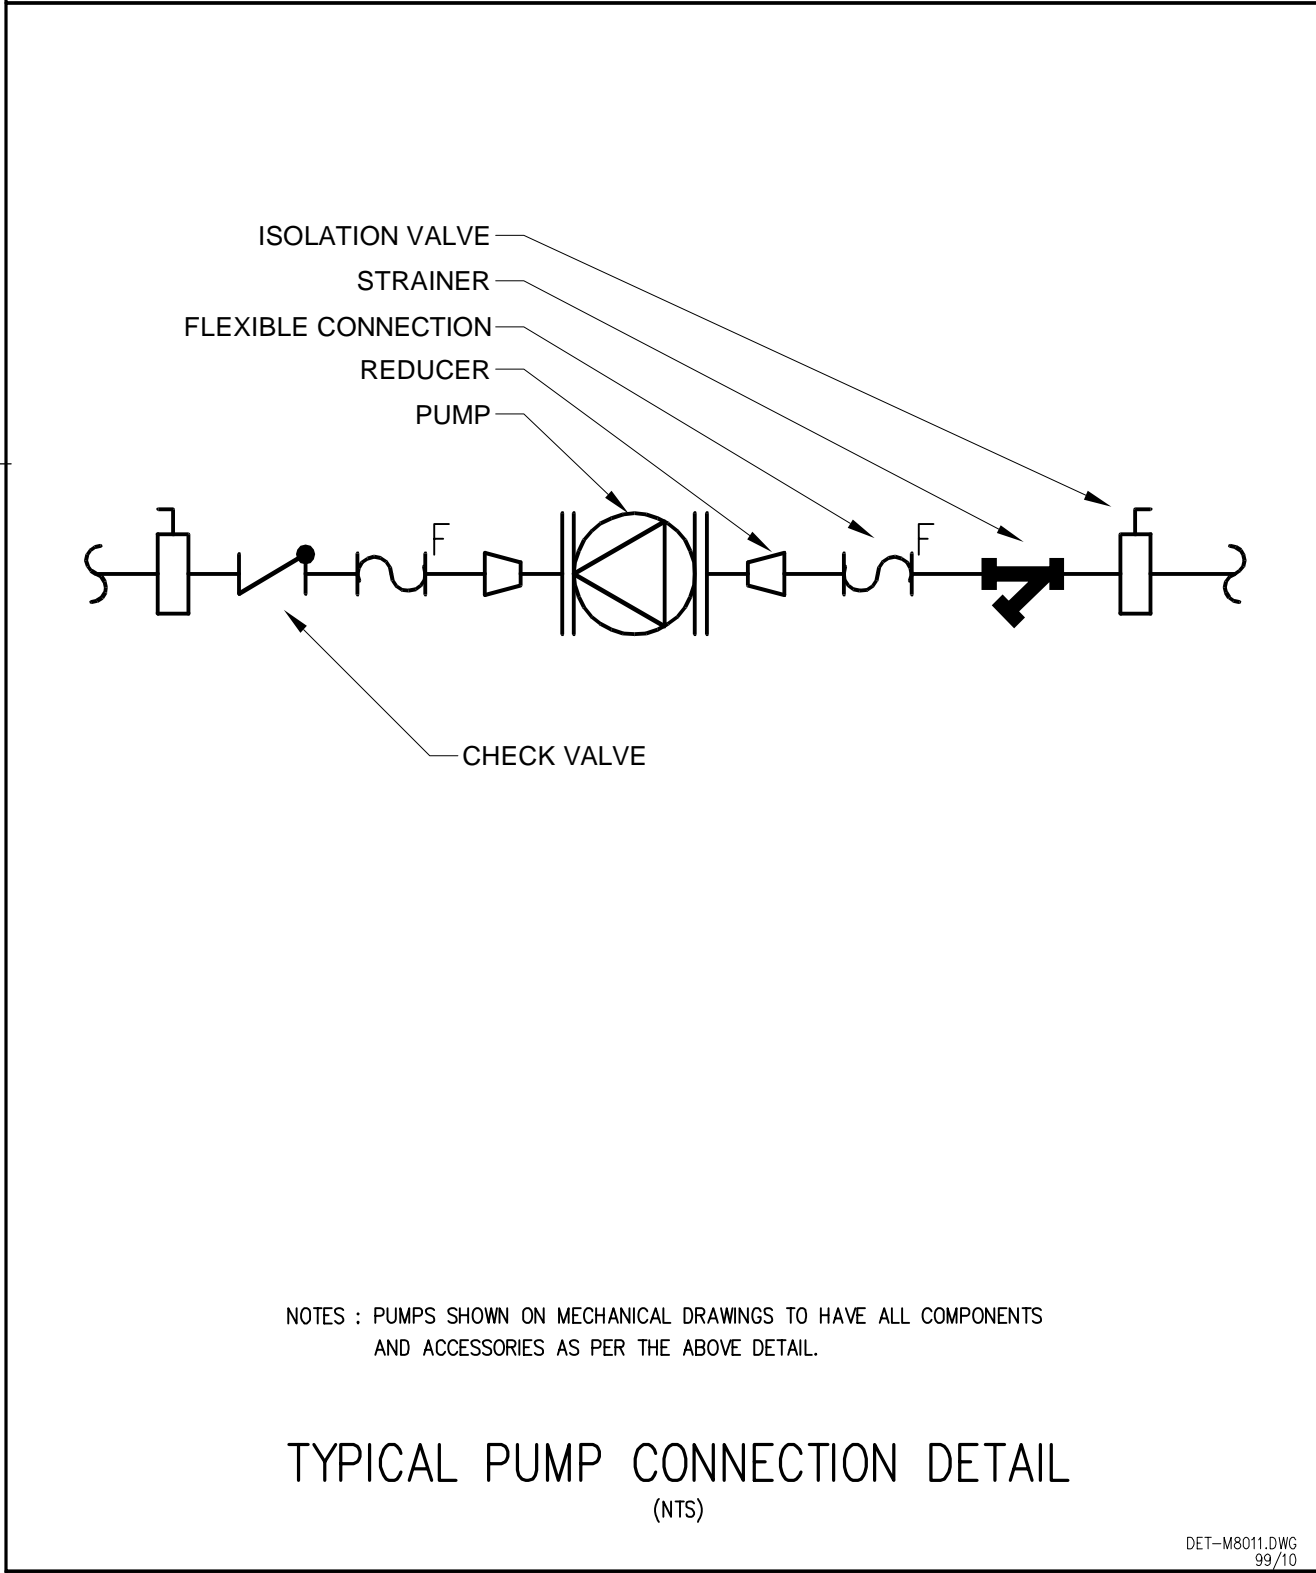 ISOLATION VALVE
STRAINER
FLEXIBLE CONNECTION
REDUCER
PUMP
F
F
CHECK VALVE
NOTES : PUMPS SHOWN ON MECHANICAL DRAWINGS TO HAVE ALL COMPONENTS
AND ACCESSORIES AS PER THE ABOVE DETAIL.
TYPICAL PUMP CONNECTION DETAIL
(NTS)
DET-M8011.DWG
99/10